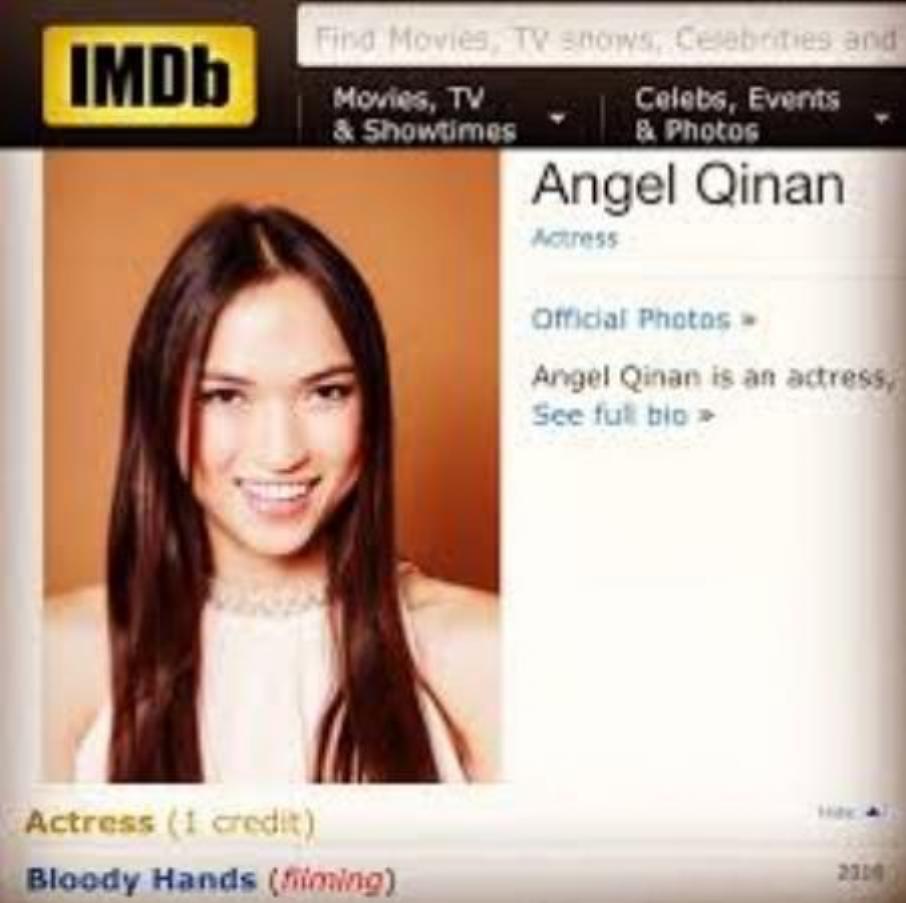 IMDb
Find Movies, TV shows, Celebrities and
Movies, TV
& Showtimes
Celebs, Events
& Photos
Angel Qinan
Actress
Official Photos »
Angel Qinan is an actress,
See full bio »
Actress (1 credit)
Hide
Bloody Hands (filming)